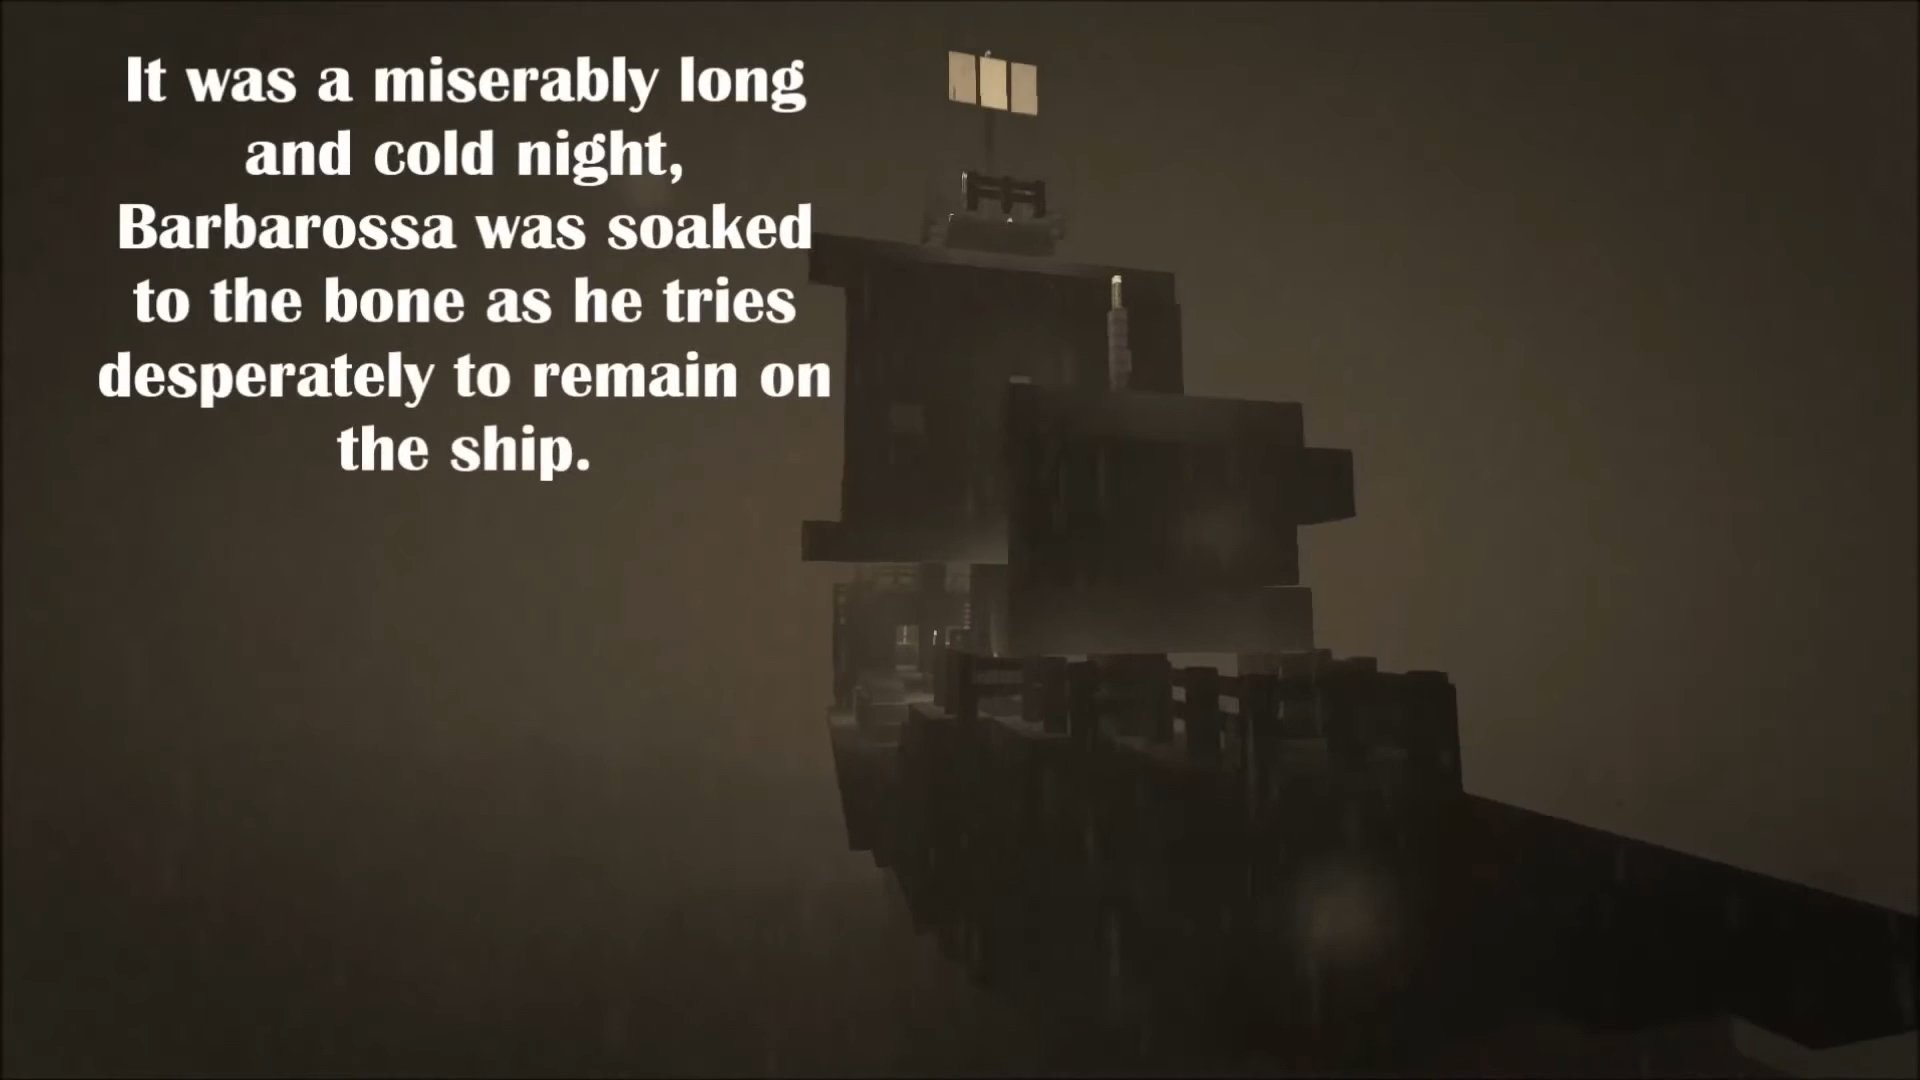 It was a miserably long
and cold night,
Barbarossa was soaked
to the bone as he tries
desperately to remain on
the ship.